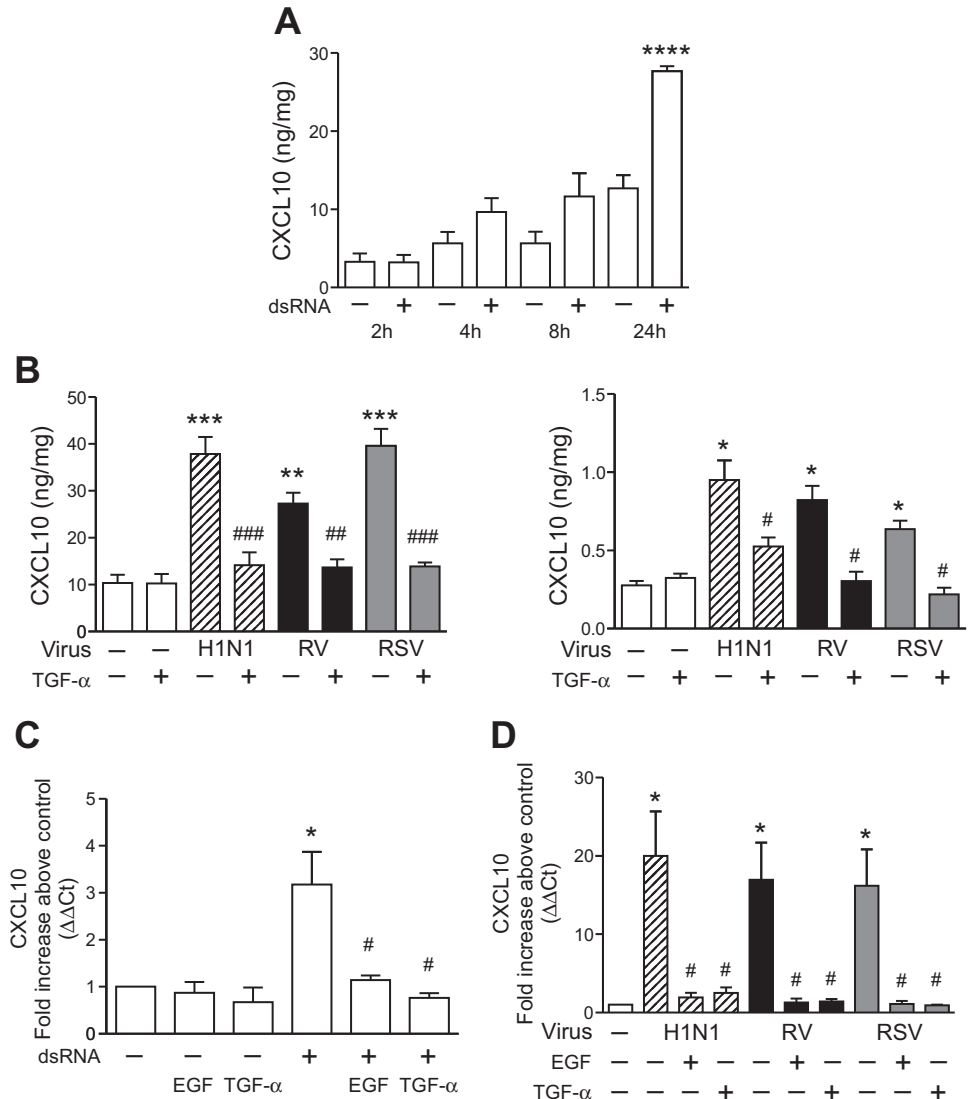 A
CXCL10 (ng/mg)
30
20
10
0
****
dsRNA − + − + − + − +
2h 4h 8h 24h
B
CXCL10 (ng/mg)
50
40
30
20
10
0
*** ### ** ## *** ###
Virus − − H1N1 RV RSV
TGF-α − + − + − + − +
CXCL10 (ng/mg)
1.5
1.0
0.5
0.0
* # * # * #
Virus − − H1N1 RV RSV
TGF-α − + − + − + − +
C
CXCL10
Fold increase above control
(ΔΔCt)
5
4
3
2
1
0
* # #
dsRNA − − − + + +
EGF TGF-α EGF TGF-α
D
CXCL10
Fold increase above control
(ΔΔCt)
30
20
10
0
* # # * # # * # #
Virus − H1N1 RV RSV
EGF − − + − − + − − + −
TGF-α − − − + − − + − − +